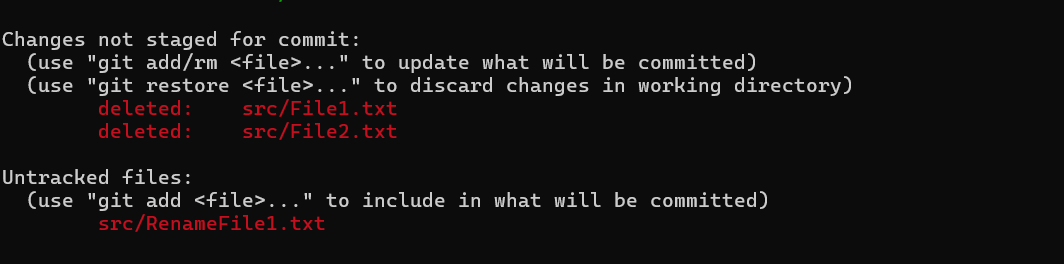 Changes not staged for commit:
  (use "git add/rm <file>..." to update what will be committed)
  (use "git restore <file>..." to discard changes in working directory)
        deleted:    src/File1.txt
        deleted:    src/File2.txt

Untracked files:
  (use "git add <file>..." to include in what will be committed)
        src/RenameFile1.txt